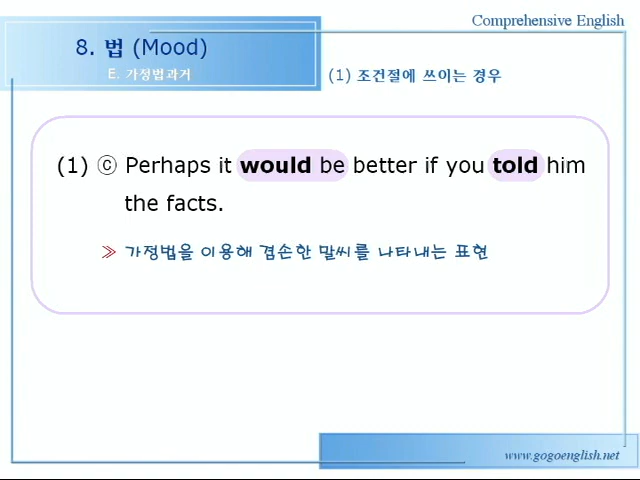 Comprehensive English
8. 법 (Mood)
E. 가정법과거
(1) 조건절에 쓰이는 경우
(1) ⓒ Perhaps it would be better if you told him
the facts.
≫ 가정법을 이용해 겸손한 말씨를 나타내는 표현
www.gogoenglish.net